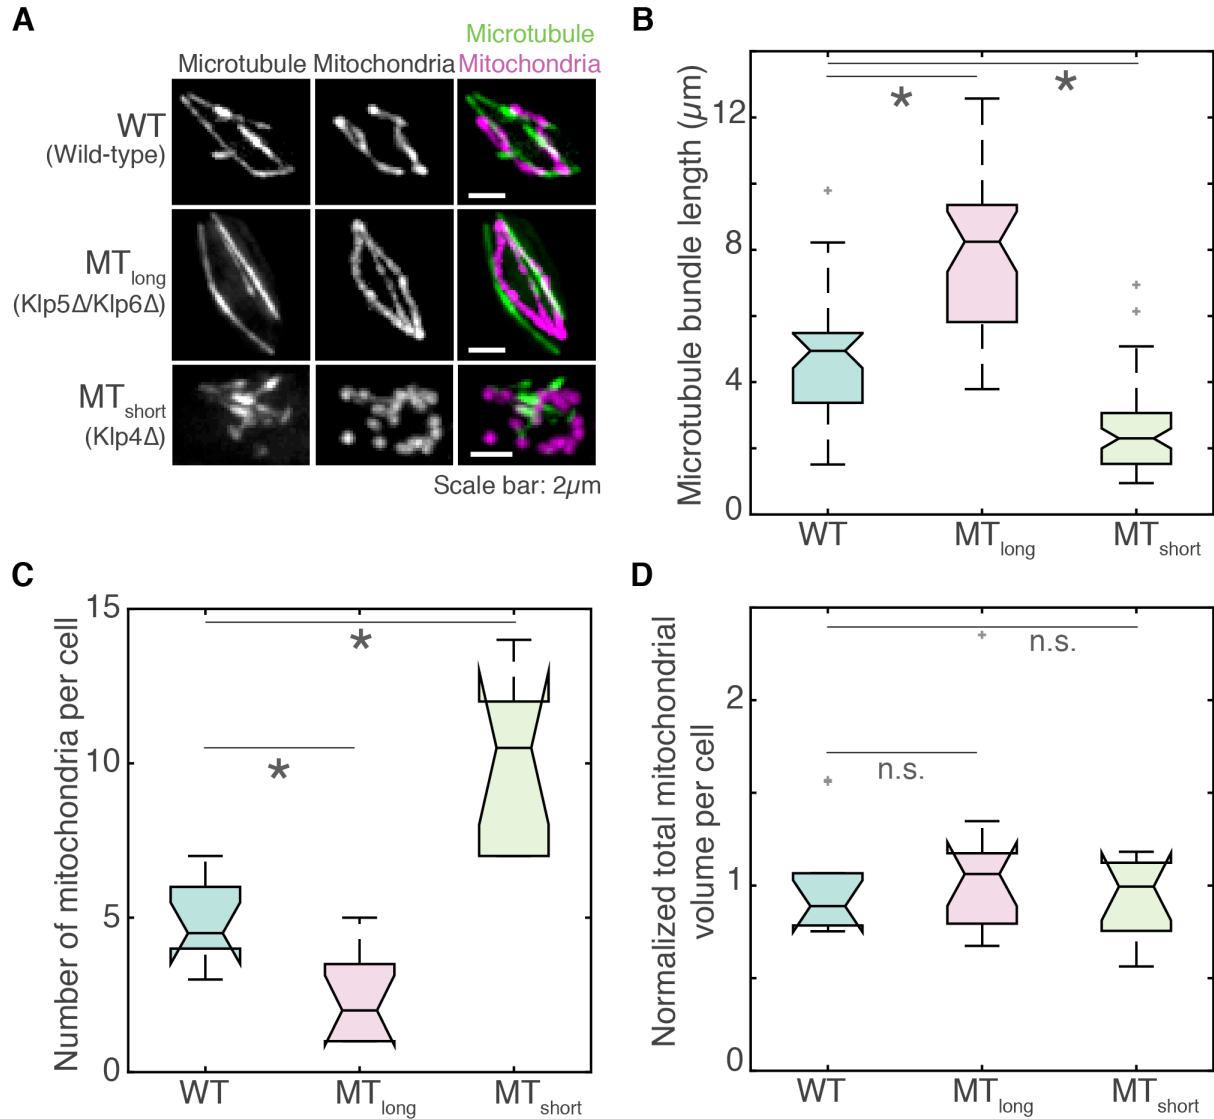 A
Microtubule
Microtubule Mitochondria Mitochondria
WT
(Wild-type)
MTlong
(Klp5Δ/Klp6Δ)
MTshort
(Klp4Δ)
Scale bar: 2μm
B
Microtubule bundle length (μm)
12
8
4
0
*
*
WT MTlong MTshort
C
Number of mitochondria per cell
15
10
5
0
*
*
WT MTlong MTshort
D
Normalized total mitochondrial
volume per cell
2
1
0
n.s.
n.s.
WT MTlong MTshort